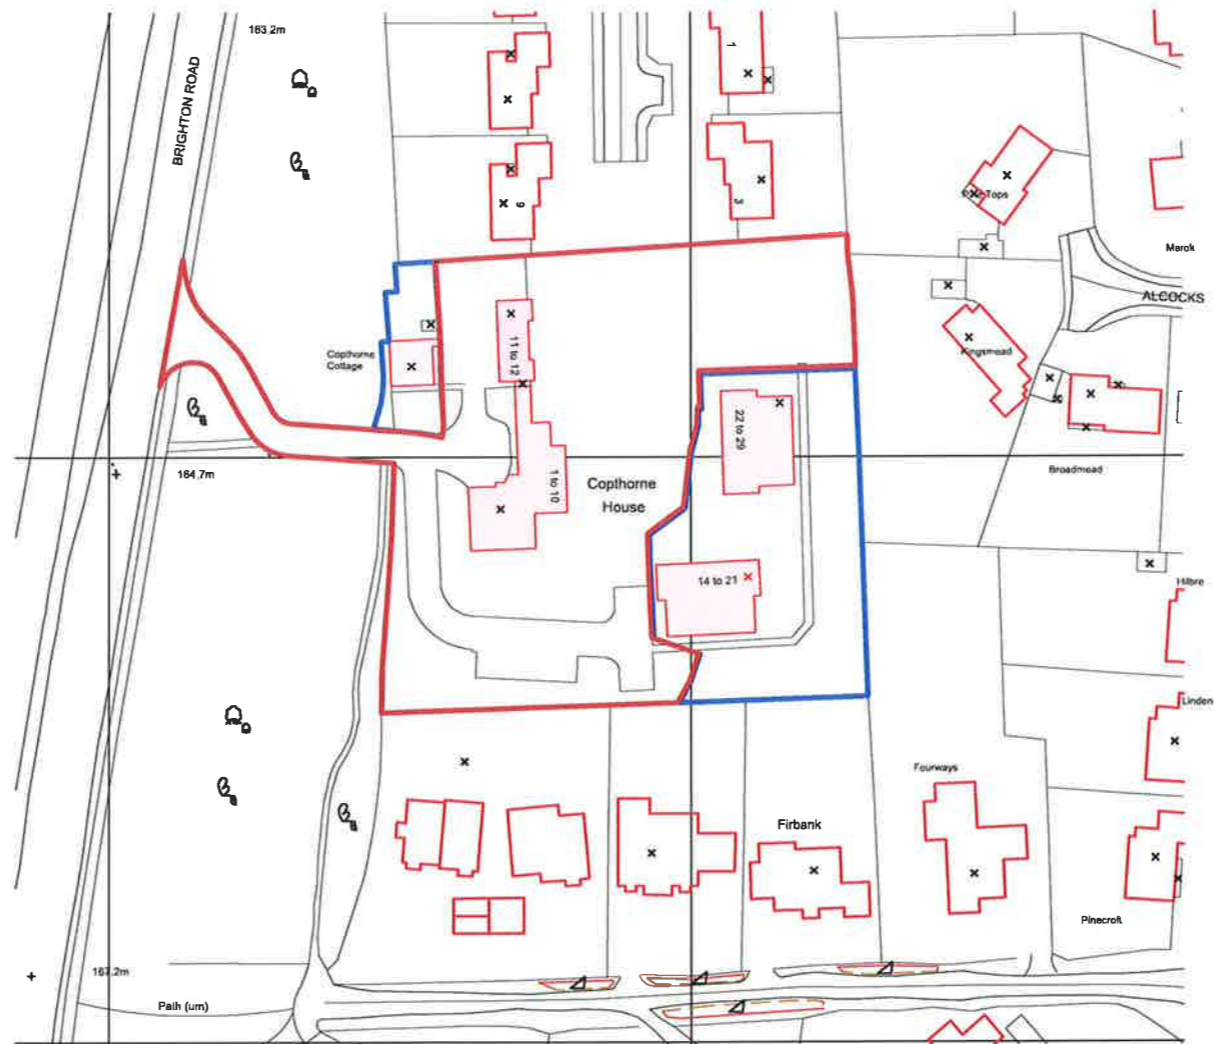 163.2m
BRIGHTON ROAD
1
9
3
Tops
Marok
ALCOCKS
Kingsmead
Copthorne
Cottage
11 to 12
22 to 29
164.7m
1 to 10
Copthorne
House
Broadmead
14 to 21
Hilbre
Linden
Fourways
Firbank
Pinecroft
167.2m
Path (um)